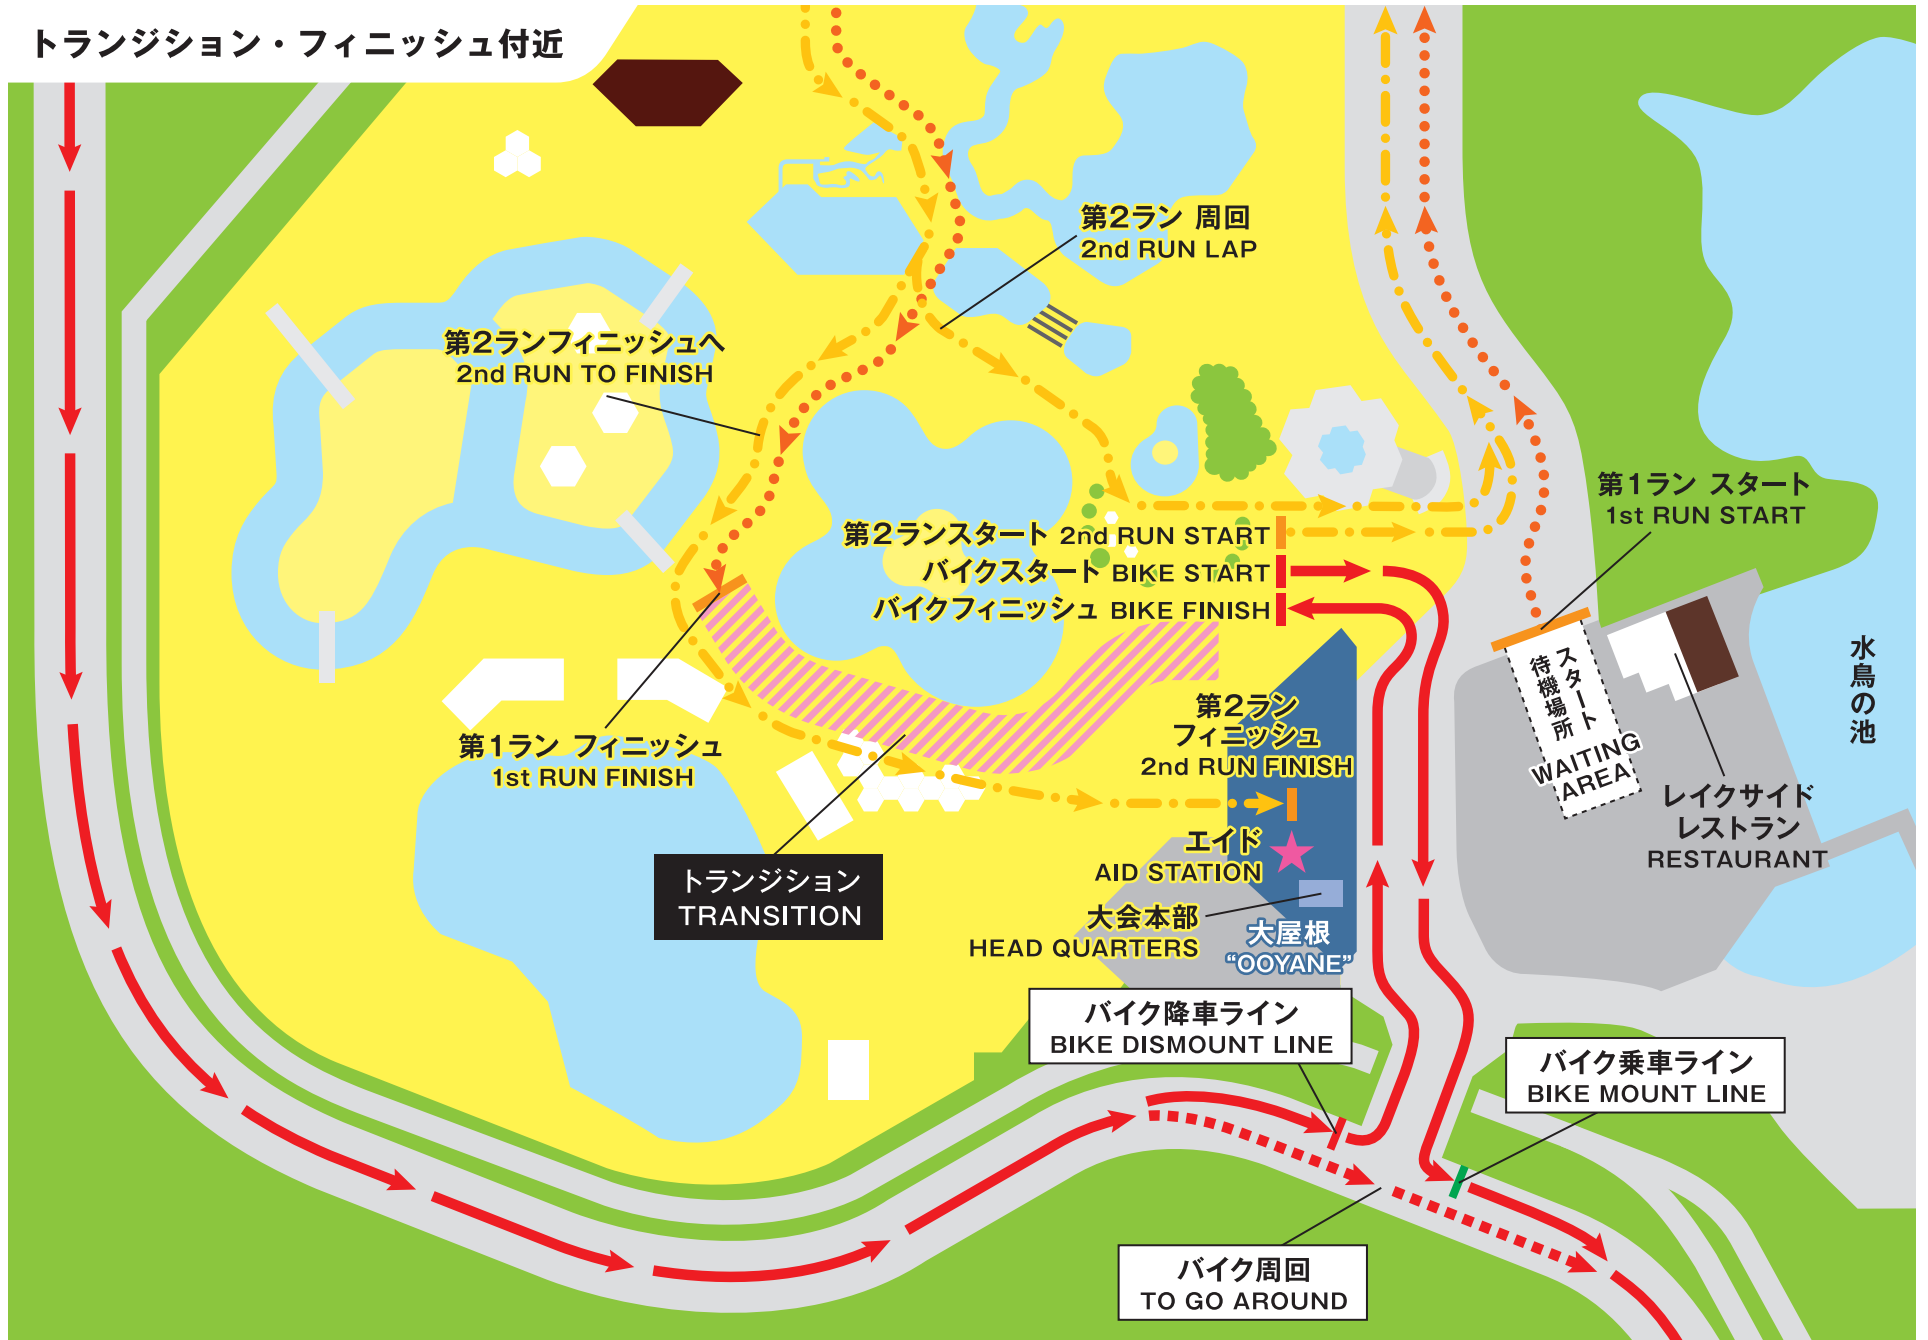 トランジション・フィニッシュ付近
第2ラン 周回
2nd RUN LAP
第2ランフィニッシュへ
2nd RUN TO FINISH
第1ラン スタート
1st RUN START
第2ランスタート 2nd RUN START
バイクスタート BIKE START
バイクフィニッシュ BIKE FINISH
スタート
待機場所
WAITING
AREA
水鳥の池
第1ラン フィニッシュ
1st RUN FINISH
第2ラン
フィニッシュ
2nd RUN FINISH
レイクサイド
レストラン
RESTAURANT
エイド
AID STATION
トランジション
TRANSITION
大会本部
HEAD QUARTERS
大屋根
“OOYANE”
バイク降車ライン
BIKE DISMOUNT LINE
バイク乗車ライン
BIKE MOUNT LINE
バイク周回
TO GO AROUND